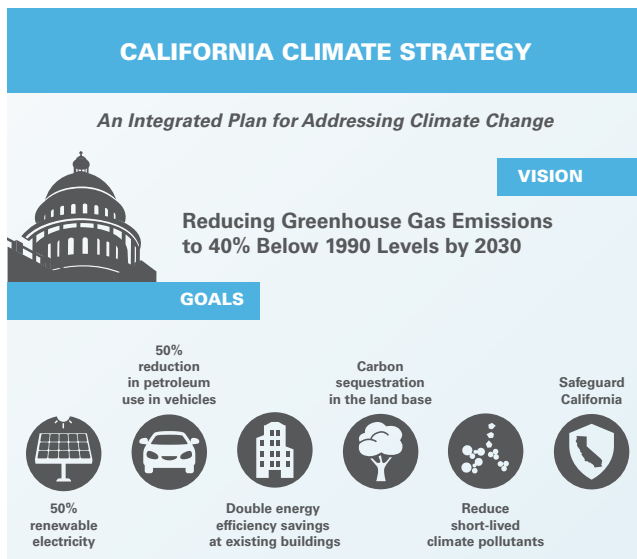 CALIFORNIA CLIMATE STRATEGY
An Integrated Plan for Addressing Climate Change
VISION
Reducing Greenhouse Gas Emissions
to 40% Below 1990 Levels by 2030
GOALS
50%
renewable
electricity
50%
reduction
in petroleum
use in vehicles
Double energy
efficiency savings
at existing buildings
Carbon
sequestration
in the land base
Reduce
short-lived
climate pollutants
Safeguard
California